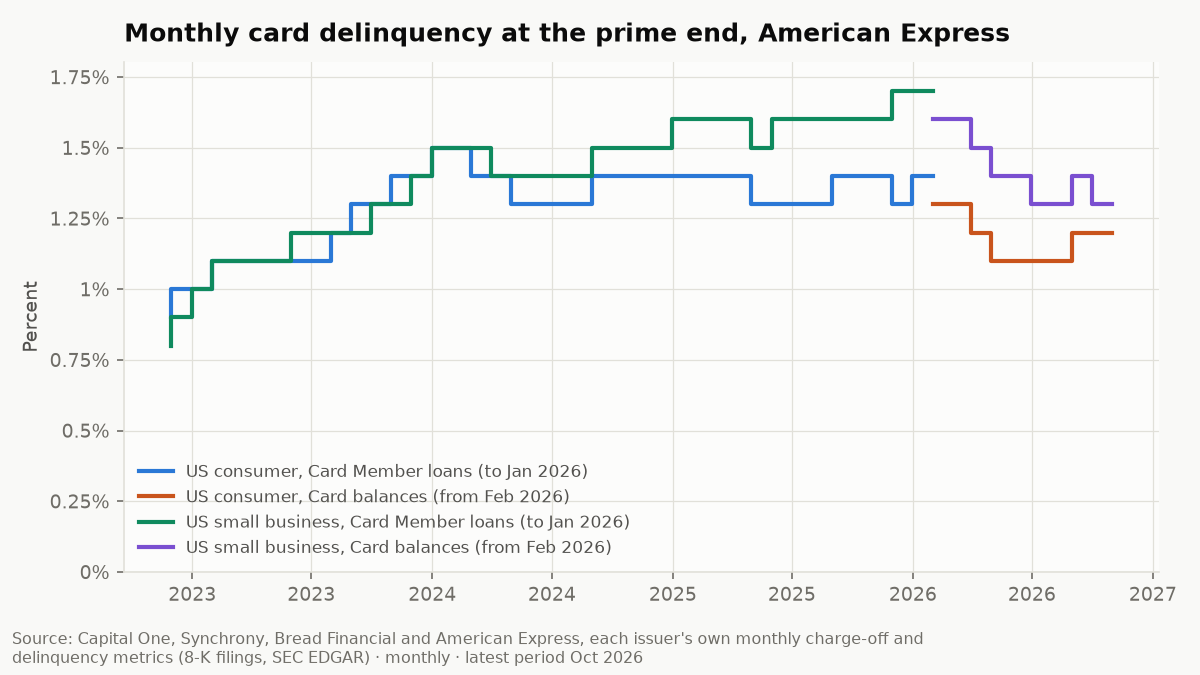 Monthly card delinquency at the prime end, American Express
1.75%
1.5%
1.25%
1%
0.75%
0.5%
0.25%
0%
Percent
US consumer, Card Member loans (to Jan 2026)
US consumer, Card balances (from Feb 2026)
US small business, Card Member loans (to Jan 2026)
US small business, Card balances (from Feb 2026)
2023 2023 2024 2024 2025 2025 2026 2026 2027
Source: Capital One, Synchrony, Bread Financial and American Express, each issuer's own monthly charge-off and
delinquency metrics (8-K filings, SEC EDGAR) · monthly · latest period Oct 2026